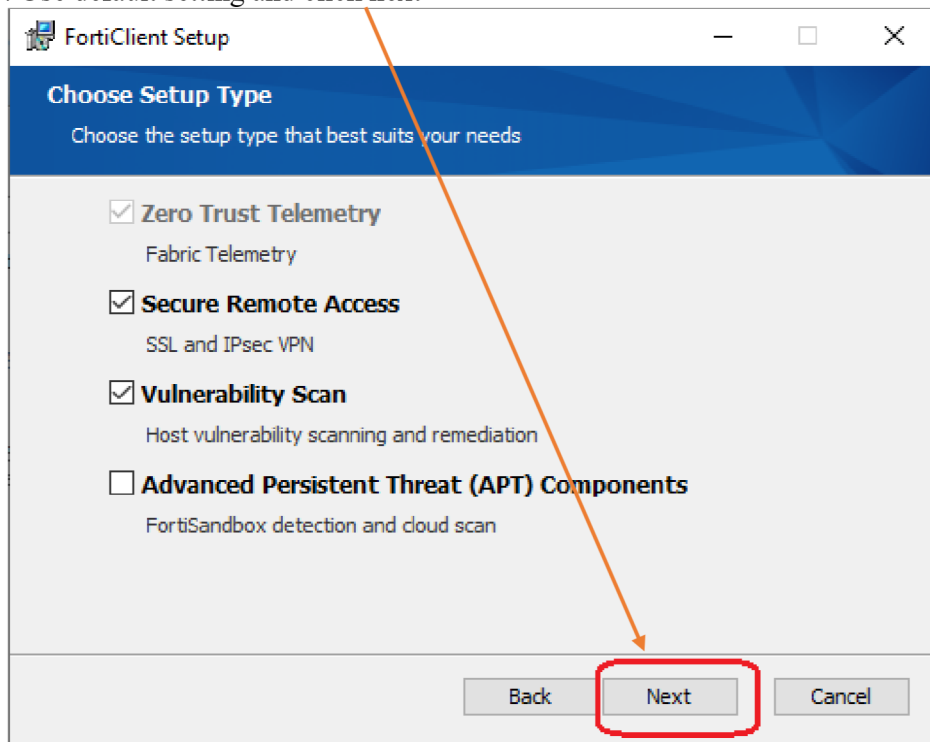 FortiClient Setup
Choose Setup Type
Choose the setup type that best suits your needs
Zero Trust Telemetry
Fabric Telemetry
Secure Remote Access
SSL and IPsec VPN
Vulnerability Scan
Host vulnerability scanning and remediation
Advanced Persistent Threat (APT) Components
FortiSandbox detection and cloud scan
Back Next Cancel